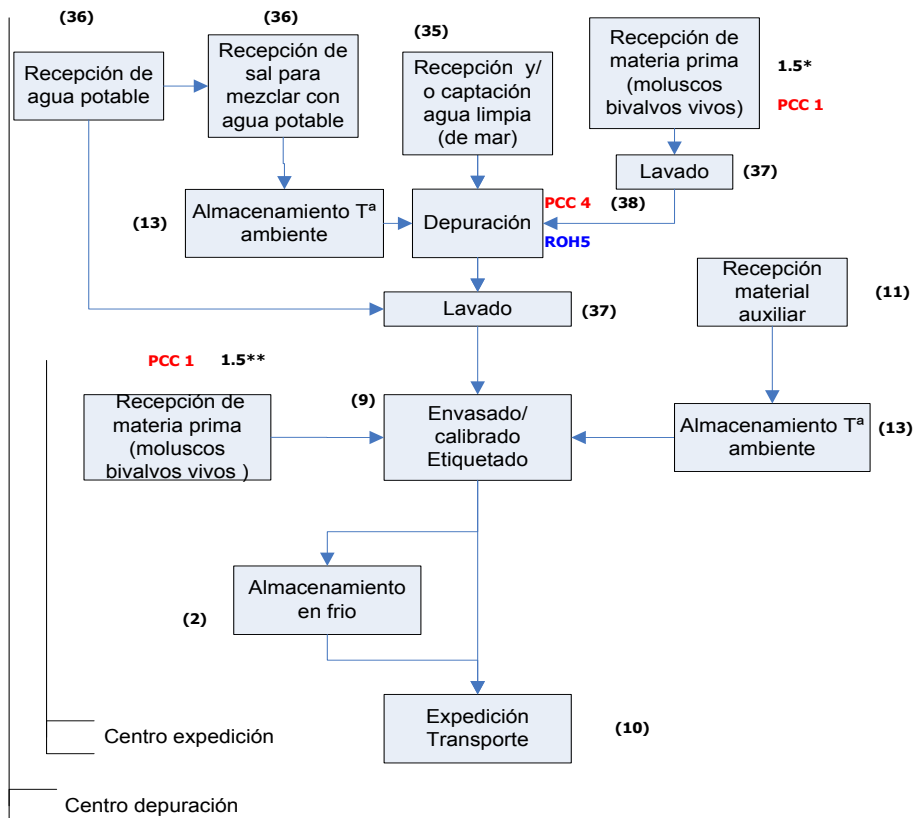 (36)
(36)
(35)
Recepción de
agua potable
Recepción de
sal para
mezclar con
agua potable
Recepción y/
o captación
agua limpia
(de mar)
Recepción de
materia prima
(moluscos
bivalvos vivos)
1.5*
PCC 1
Lavado
(37)
(13)
Almacenamiento Tª
ambiente
Depuración
PCC 4
(38)
ROH5
Lavado
(37)
Recepción
material
auxiliar
(11)
PCC 1
1.5**
Recepción de
materia prima
(moluscos
bivalvos vivos )
(9)
Envasado/
calibrado
Etiquetado
Almacenamiento Tª
ambiente
(13)
Almacenamiento
en frio
(2)
Expedición
Transporte
(10)
Centro expedición
Centro depuración